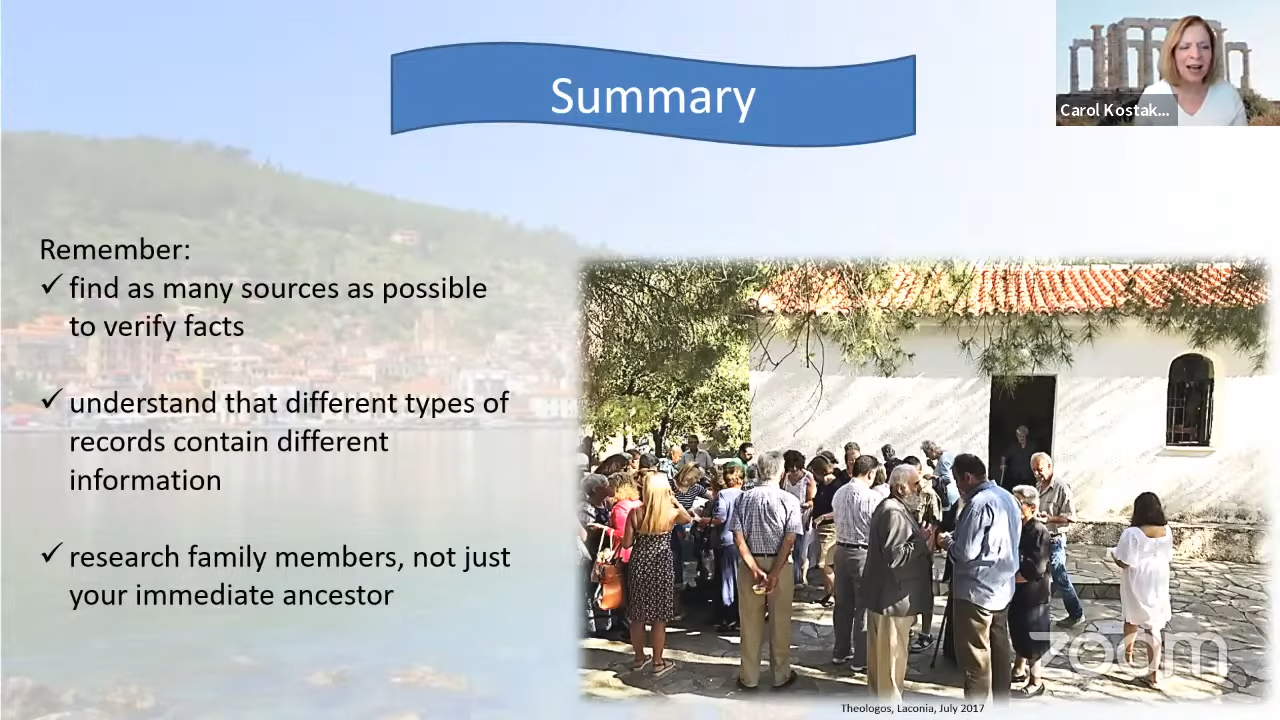 Summary
Carol Kostak...
Remember:
✓ find as many sources as possible
to verify facts
✓ understand that different types of
records contain different
information
✓ research family members, not just
your immediate ancestor
zoom
Theologos, Laconia, July 2017